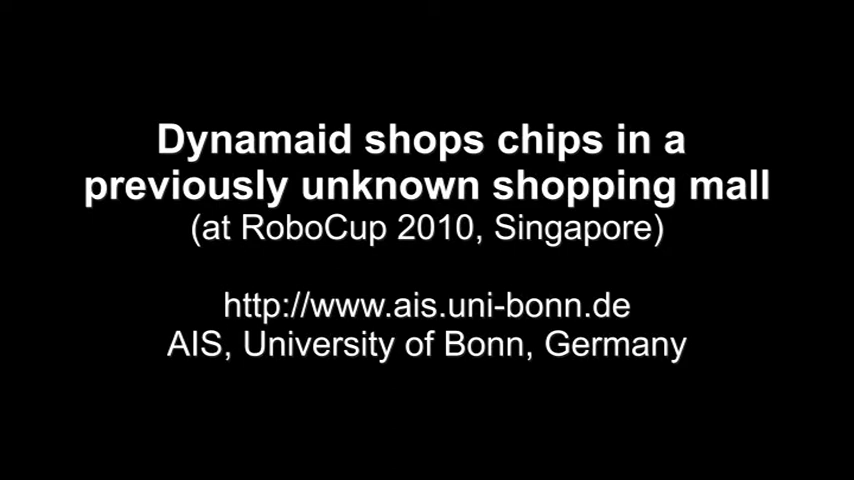 Dynamaid shops chips in a
previously unknown shopping mall
(at RoboCup 2010, Singapore)
http://www.ais.uni-bonn.de
AIS, University of Bonn, Germany